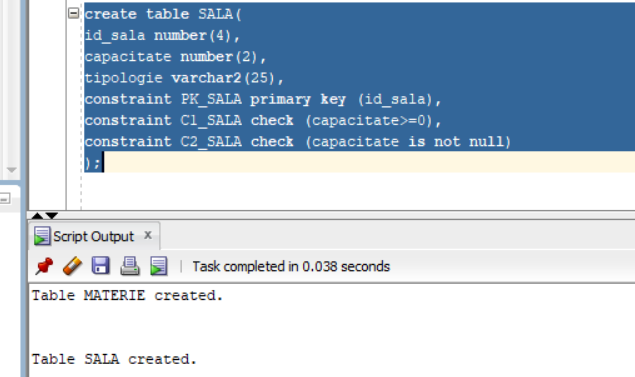 create table SALA(
id_sala number(4),
capacitate number(2),
tipologie varchar2(25),
constraint PK_SALA primary key (id_sala),
constraint C1_SALA check (capacitate>=0),
constraint C2_SALA check (capacitate is not null)
);
Script Output x
Task completed in 0.038 seconds
Table MATERIE created.
Table SALA created.